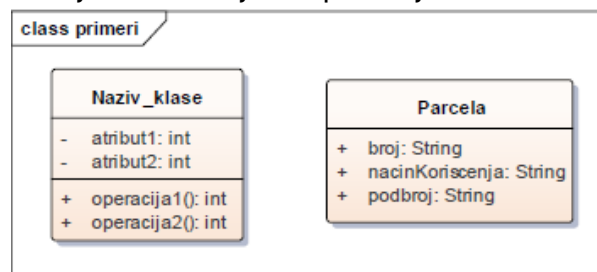 class primeri
Naziv_klase
- atribut1: int
- atribut2: int
+ operacija1(): int
+ operacija2(): int
Parcela
+ broj: String
+ nacinKoriscenja: String
+ podbroj: String